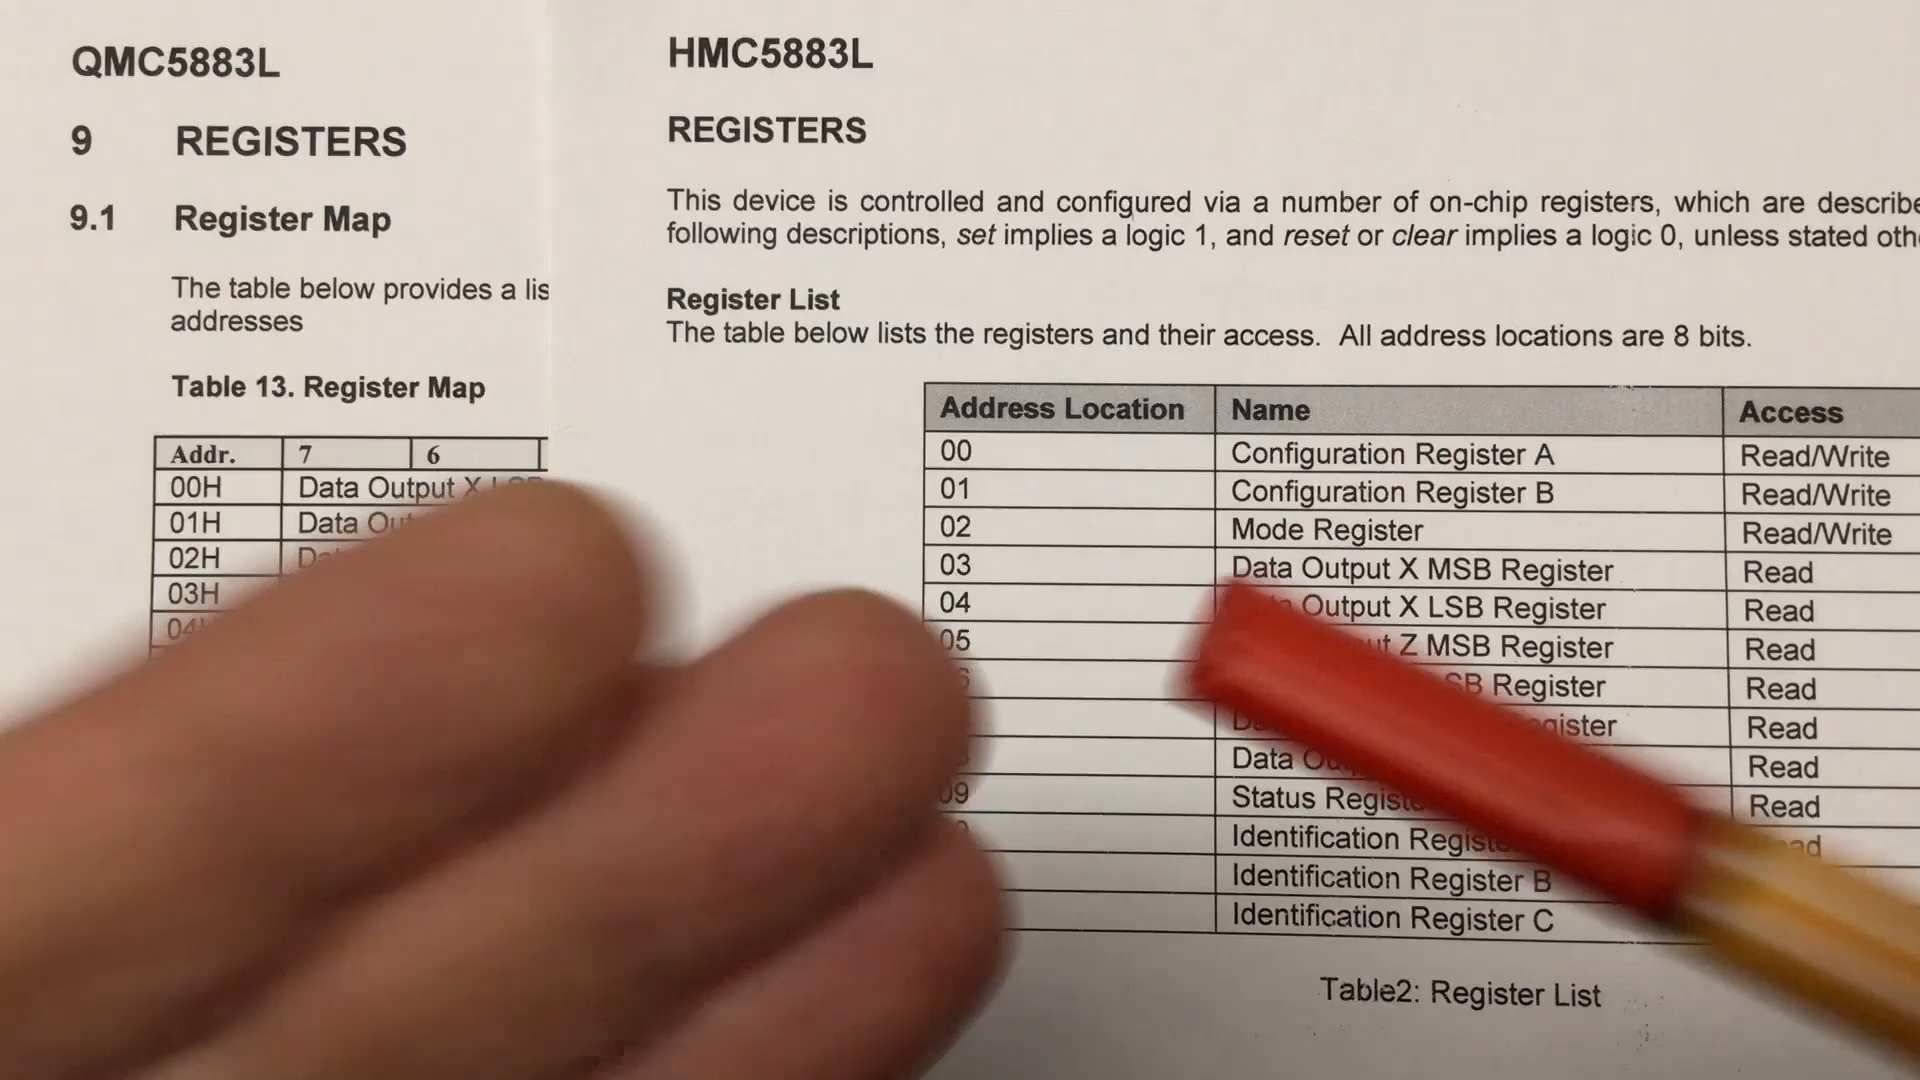 QMC5883L
9 REGISTERS
9.1 Register Map
The table below provides a lis
addresses
Table 13. Register Map
Addr. 7 6
00H Data Output X
01H Data
02H
03H
HMC5883L
REGISTERS
This device is controlled and configured via a number of on-chip registers, which are describe
following descriptions, set implies a logic 1, and reset or clear implies a logic 0, unless stated oth
Register List
The table below lists the registers and their access. All address locations are 8 bits.
Address Location Name Access
00 Configuration Register A Read/Write
01 Configuration Register B Read/Write
02 Mode Register Read/Write
03 Data Output X MSB Register Read
04 Output X LSB Register Read
05 Z MSB Register Read
Register Read
Read
Data Read
09 Status Read
Identification
Identification Register B
Identification Register C
Table2: Register List